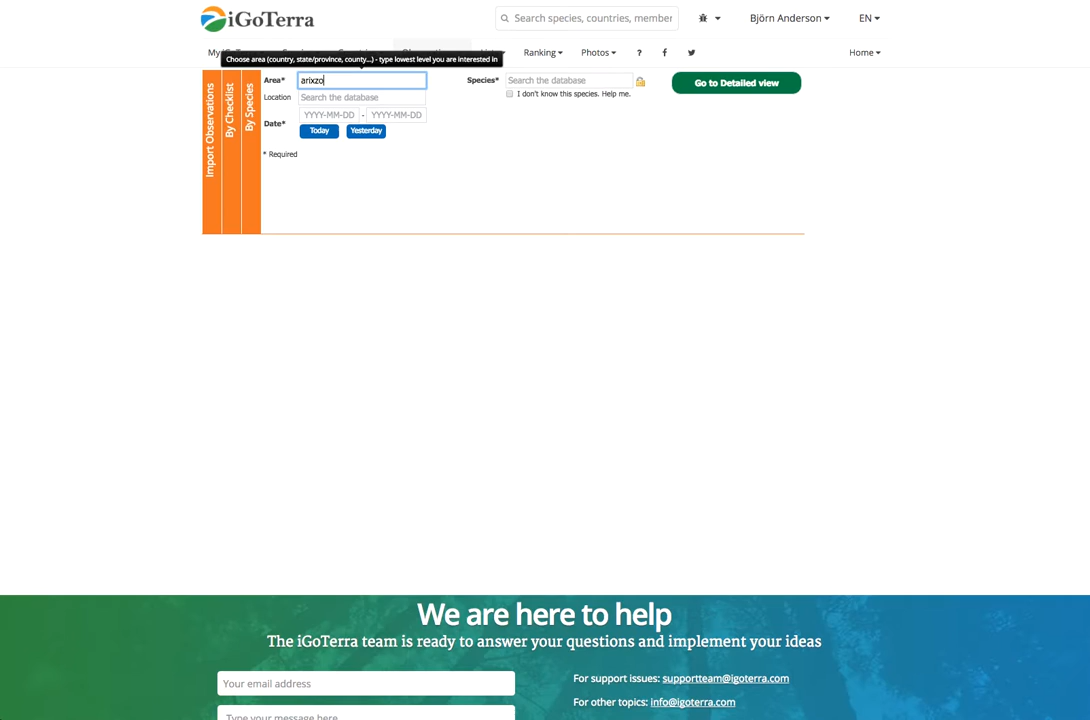 iGoTerra
Search species, countries, member
Björn Anderson
EN
Ranking
Photos
?
Home
Choose area (country, state/province, county...) - type lowest level you are interested in
Import Observations
By Checklist
By Species
Area*
arixzo
Species*
Search the database
Go to Detailed view
Location
Search the database
I don't know this species. Help me.
Date*
YYYY-MM-DD - YYYY-MM-DD
Today
Yesterday
* Required
We are here to help
The iGoTerra team is ready to answer your questions and implement your ideas
Your email address
For support issues: supportteam@igoterra.com
For other topics: info@igoterra.com
Type your message here